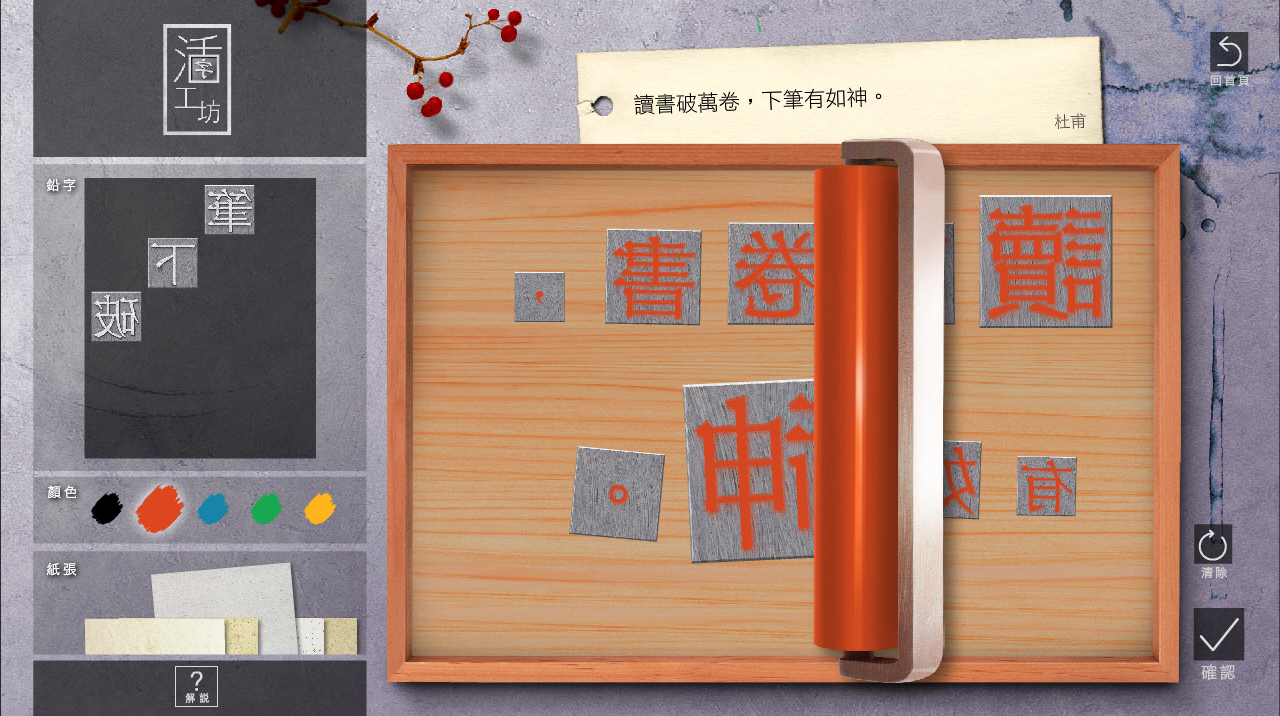 活字
工坊
讀書破萬卷，下筆有如神。
杜甫
回首頁
鉛字
筆
下
破
，
書
卷
讀
。
神
有
顏色
紙張
?
解說
清除
確認